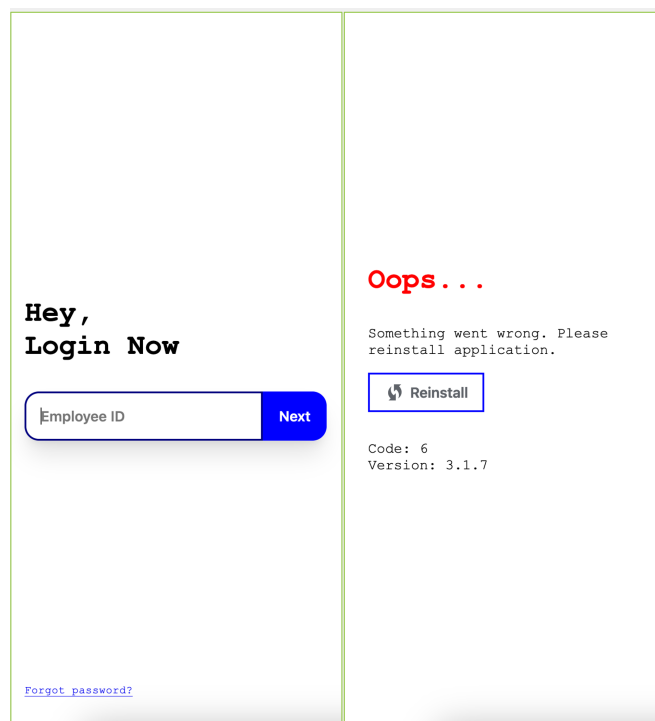 Hey,
Login Now
Employee ID
Next
Forgot password?
Oops...
Something went wrong. Please
reinstall application.
Reinstall
Code: 6
Version: 3.1.7